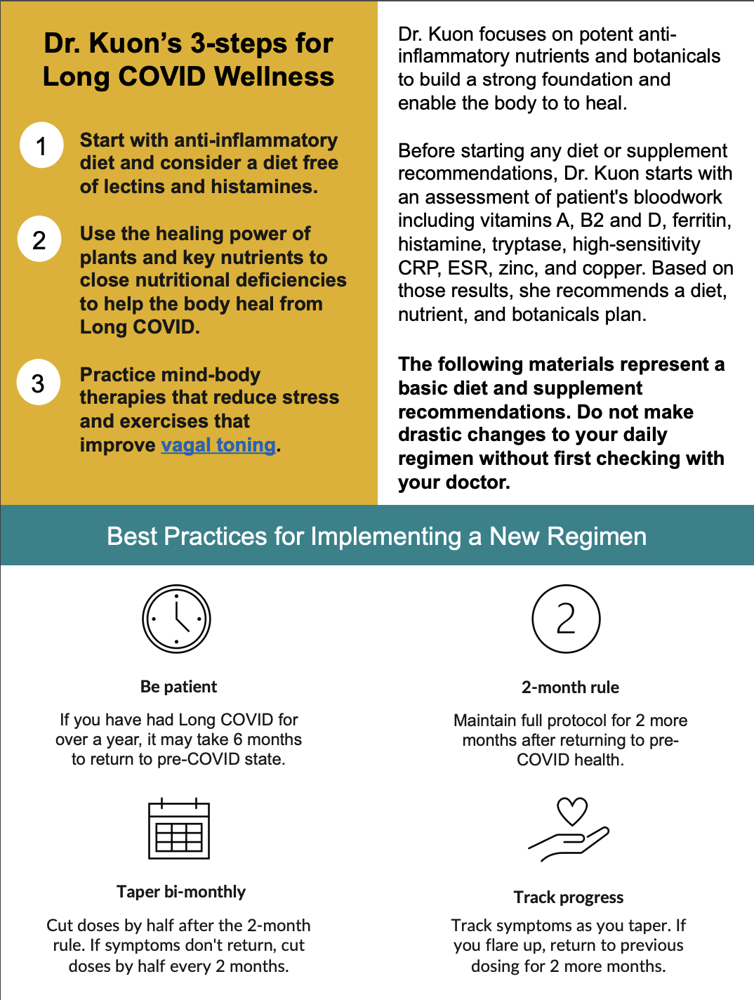 Dr. Kuon’s 3-steps for
Long COVID Wellness
1
Start with anti-inflammatory
diet and consider a diet free
of lectins and histamines.
2
Use the healing power of
plants and key nutrients to
close nutritional deficiencies
to help the body heal from
Long COVID.
3
Practice mind-body
therapies that reduce stress
and exercises that
improve vagal toning.
Dr. Kuon focuses on potent anti-
inflammatory nutrients and botanicals
to build a strong foundation and
enable the body to to heal.
Before starting any diet or supplement
recommendations, Dr. Kuon starts with
an assessment of patient's bloodwork
including vitamins A, B2 and D, ferritin,
histamine, tryptase, high-sensitivity
CRP, ESR, zinc, and copper. Based on
those results, she recommends a diet,
nutrient, and botanicals plan.
The following materials represent a
basic diet and supplement
recommendations. Do not make
drastic changes to your daily
regimen without first checking with
your doctor.
Best Practices for Implementing a New Regimen
Be patient
If you have had Long COVID for
over a year, it may take 6 months
to return to pre-COVID state.
2
2-month rule
Maintain full protocol for 2 more
months after returning to pre-
COVID health.
Taper bi-monthly
Cut doses by half after the 2-month
rule. If symptoms don't return, cut
doses by half every 2 months.
Track progress
Track symptoms as you taper. If
you flare up, return to previous
dosing for 2 more months.